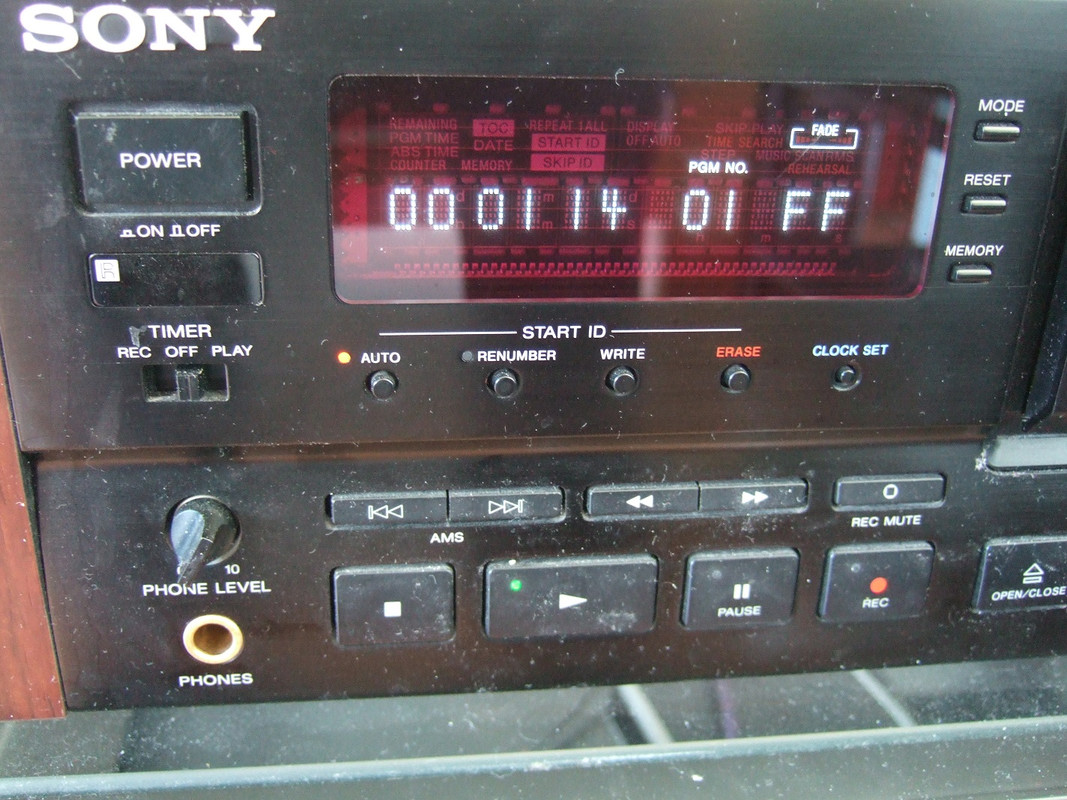 SONY
MODE
POWER
REMAINING TOC REPEAT 1ALL DISPLAY SKIP-PLAY FADE
PGM TIME DATE START ID OFF AUTO TIME SEARCH
ABS TIME SKIP ID STEP MUSIC SCAN RMS
COUNTER MEMORY PGM NO. REHEARSAL
RESET
00 01 14 01 FF
ON OFF
MEMORY
TIMER
REC OFF PLAY
START ID
AUTO RENUMBER WRITE ERASE CLOCK SET
AMS
REC MUTE
10
PHONE LEVEL
PAUSE
REC
OPEN/CLOSE
PHONES